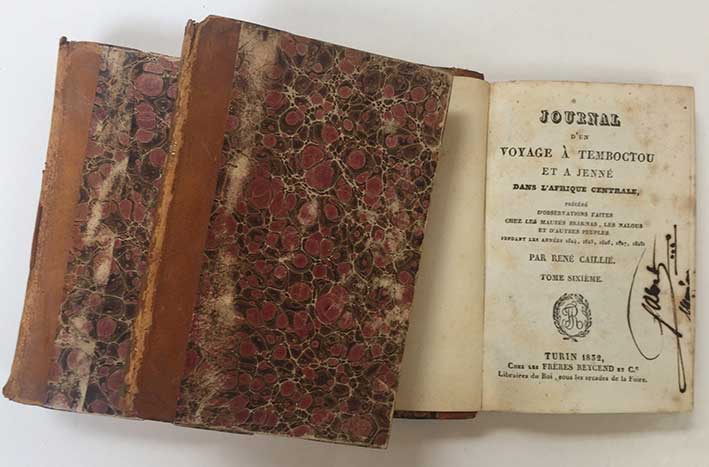 JOURNAL
D'UN
VOYAGE À TEMBOCTOU
ET A JENNÉ
DANS L'AFRIQUE CENTRALE,
PRÉCÉDÉ
D'OBSERVATIONS FAITES
CHEZ LES MAURES BRAKNAS, LES NALOUS
ET D'AUTRES PEUPLES
PENDANT LES ANNÉES 1824, 1825, 1826, 1827, 1828
PAR RENÉ CAILLIÉ.
TOME SIXIÈME.
TURIN 1832,
CHEZ LES FRÈRES REYCEND ET C.e
Libraires du Roi, sous les arcades de la Foire.